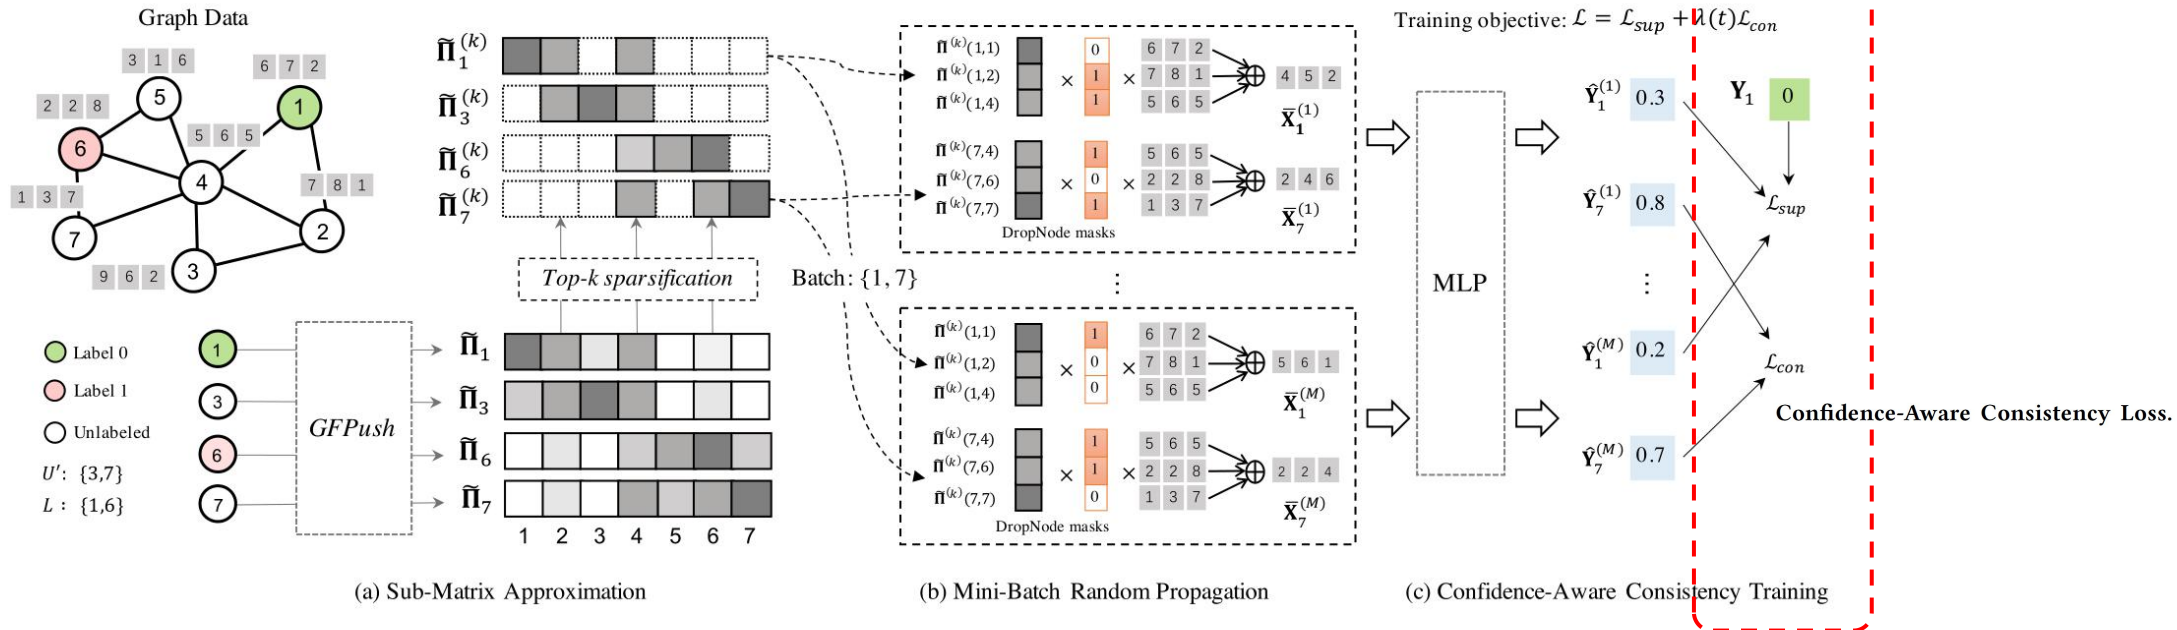 Graph Data
3 1 6
6 7 2
5
1
2 2 8
5 6 5
6
4
7 8 1
1 3 7
7
2
3
9 6 2
Label 0
Label 1
Unlabeled
U′: {3,7}
L : {1,6}
1
3
6
7
GFPush
Π̃₁^(k)
Π̃₃^(k)
Π̃₆^(k)
Π̃₇^(k)
Top-k sparsification
Π̃₁
Π̃₃
Π̃₆
Π̃₇
1 2 3 4 5 6 7
(a) Sub-Matrix Approximation
Batch: {1, 7}
Π̃^(k)(1,1) 0 6 7 2
Π̃^(k)(1,2) × 1 × 7 8 1 ⊕ 4 5 2
Π̃^(k)(1,4) 1 5 6 5
X̄₁^(1)
Π̃^(k)(7,4) 1 5 6 5
Π̃^(k)(7,6) × 0 × 2 2 8 ⊕ 2 4 6
Π̃^(k)(7,7) 1 1 3 7
X̄₇^(1)
DropNode masks
⋮
Π̃^(k)(1,1) 1 6 7 2
Π̃^(k)(1,2) × 0 × 7 8 1 ⊕ 5 6 1
Π̃^(k)(1,4) 0 5 6 5
X̄₁^(M)
Π̃^(k)(7,4) 1 5 6 5
Π̃^(k)(7,6) × 1 × 2 2 8 ⊕ 2 2 4
Π̃^(k)(7,7) 0 1 3 7
X̄₇^(M)
DropNode masks
(b) Mini-Batch Random Propagation
Training objective: ℒ = ℒ_sup + λ(t)ℒ_con
MLP
Ŷ₁^(1) 0.3
Y₁ 0
Ŷ₇^(1) 0.8
ℒ_sup
⋮
Ŷ₁^(M) 0.2
ℒ_con
Confidence-Aware Consistency Loss.
Ŷ₇^(M) 0.7
(c) Confidence-Aware Consistency Training